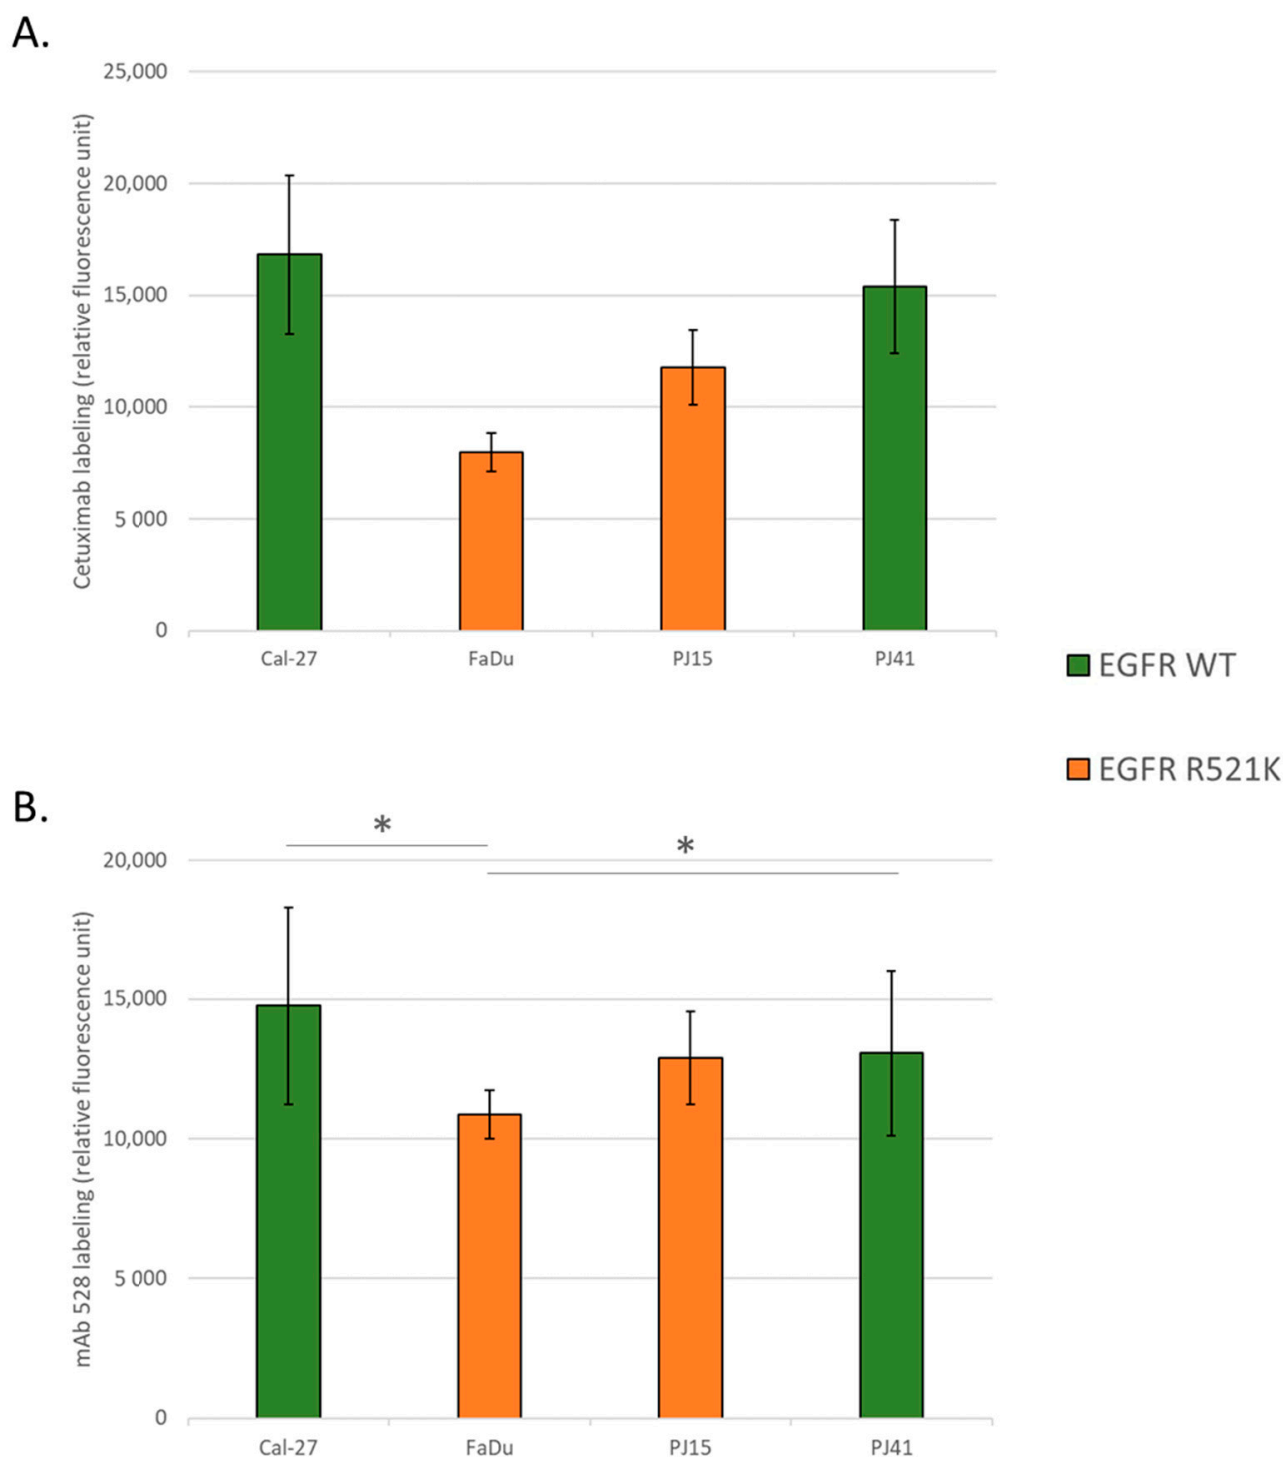 A.
25,000
20,000
15,000
10,000
5 000
0
Cetuximab labeling (relative fluorescence unit)
Cal-27 FaDu PJ15 PJ41
EGFR WT
EGFR R521K
B.
* *
20,000
15,000
10,000
5 000
0
mAb 528 labeling (relative fluorescence unit)
Cal-27 FaDu PJ15 PJ41